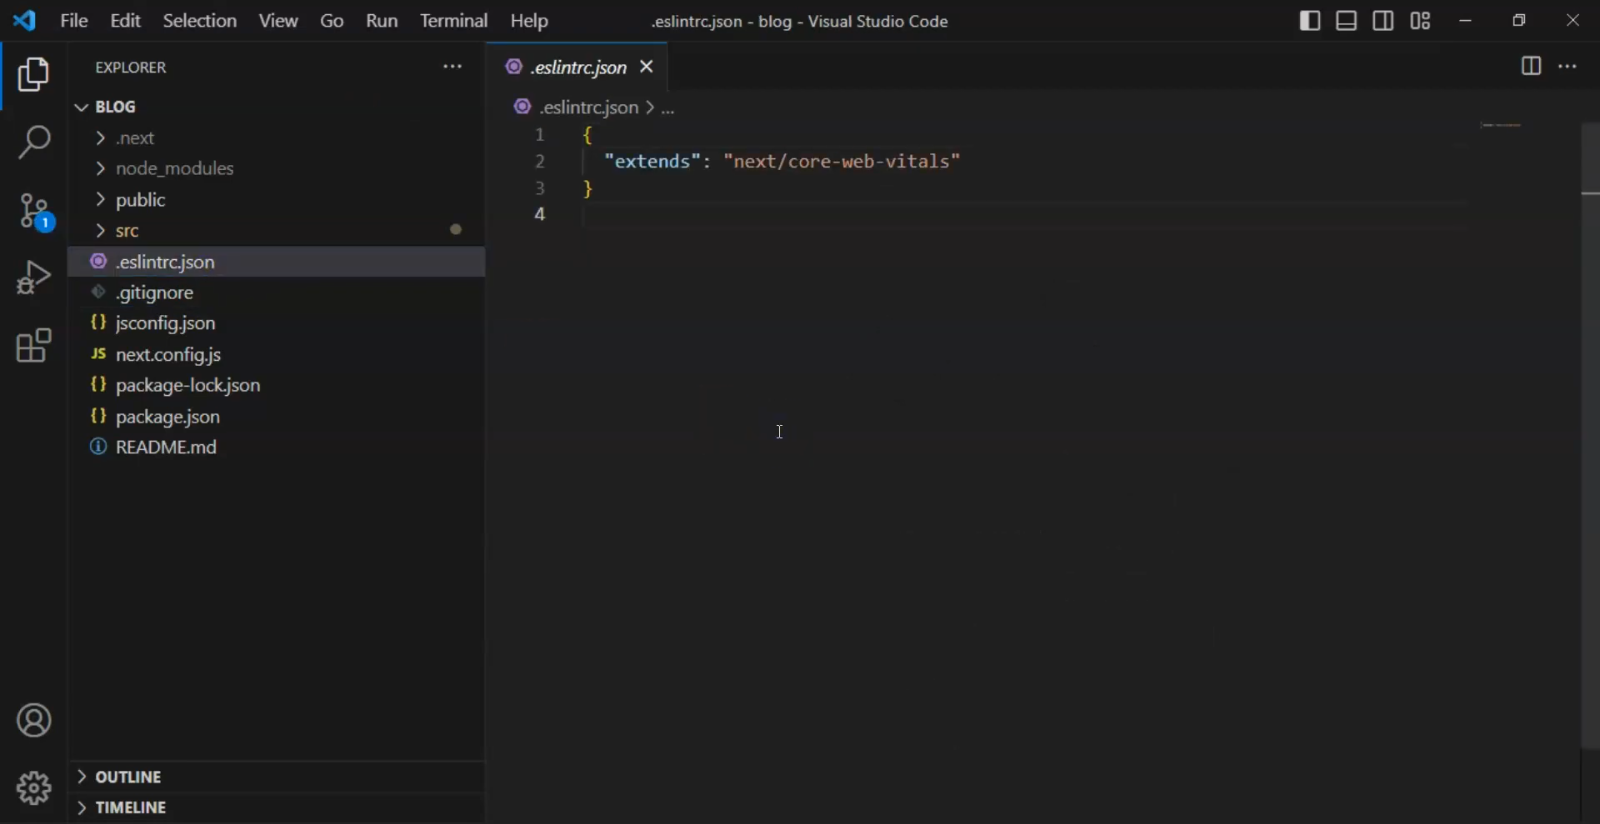 File Edit Selection View Go Run Terminal Help .eslintrc.json - blog - Visual Studio Code
EXPLORER
BLOG
.next
node_modules
public
src
.eslintrc.json
.gitignore
jsconfig.json
next.config.js
package-lock.json
package.json
README.md
OUTLINE
TIMELINE
1
JS
.eslintrc.json
.eslintrc.json > ...
1 {
2 "extends": "next/core-web-vitals"
3 }
4